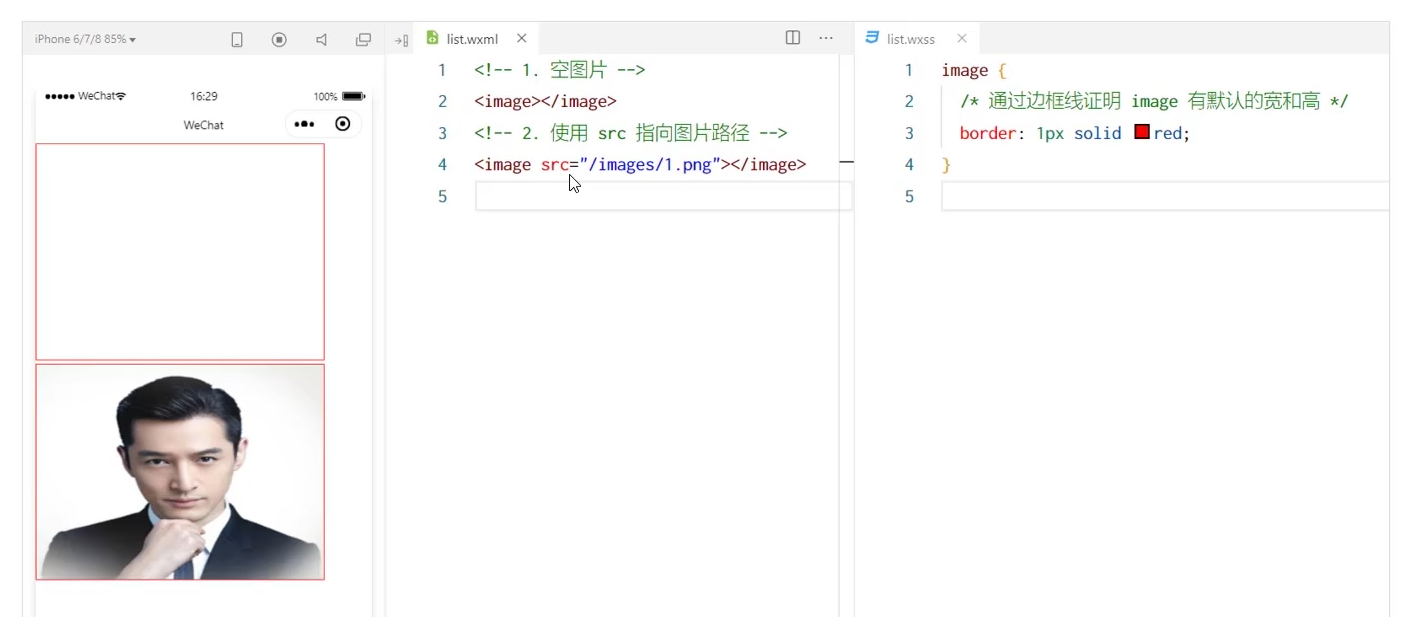 iPhone 6/7/8 85%
WeChat
16:29
100%
WeChat
list.wxml
1 <!-- 1. 空图片 -->
2 <image></image>
3 <!-- 2. 使用 src 指向图片路径 -->
4 <image src="/images/1.png"></image>
5
list.wxss
1 image {
2 /* 通过边框线证明 image 有默认的宽和高 */
3 border: 1px solid red;
4 }
5